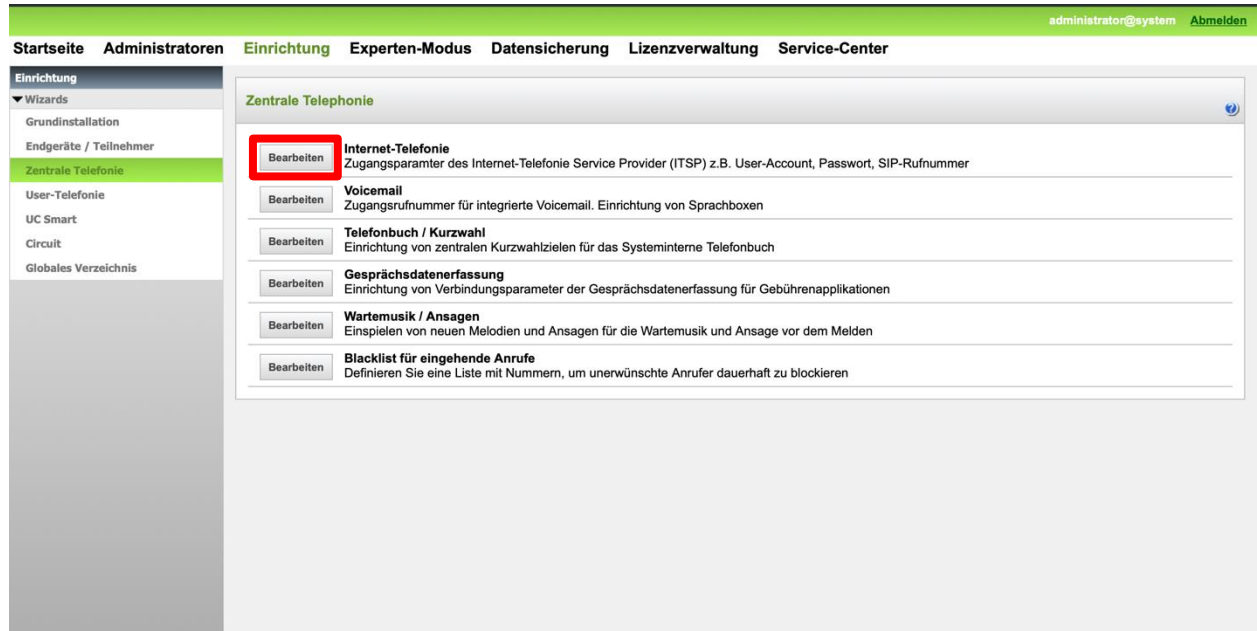 administrator@system Abmelden
Startseite Administratoren Einrichtung Experten-Modus Datensicherung Lizenzverwaltung Service-Center
Einrichtung
Wizards
Grundinstallation
Endgeräte / Teilnehmer
Zentrale Telefonie
User-Telefonie
UC Smart
Circuit
Globales Verzeichnis
Zentrale Telephonie
Bearbeiten
Internet-Telefonie
Zugangsparamter des Internet-Telefonie Service Provider (ITSP) z.B. User-Account, Passwort, SIP-Rufnummer
Bearbeiten
Voicemail
Zugangsrufnummer für integrierte Voicemail. Einrichtung von Sprachboxen
Bearbeiten
Telefonbuch / Kurzwahl
Einrichtung von zentralen Kurzwahlzielen für das Systeminterne Telefonbuch
Bearbeiten
Gesprächsdatenerfassung
Einrichtung von Verbindungsparameter der Gesprächsdatenerfassung für Gebührenapplikationen
Bearbeiten
Wartemusik / Ansagen
Einspielen von neuen Melodien und Ansagen für die Wartemusik und Ansage vor dem Melden
Bearbeiten
Blacklist für eingehende Anrufe
Definieren Sie eine Liste mit Nummern, um unerwünschte Anrufer dauerhaft zu blockieren